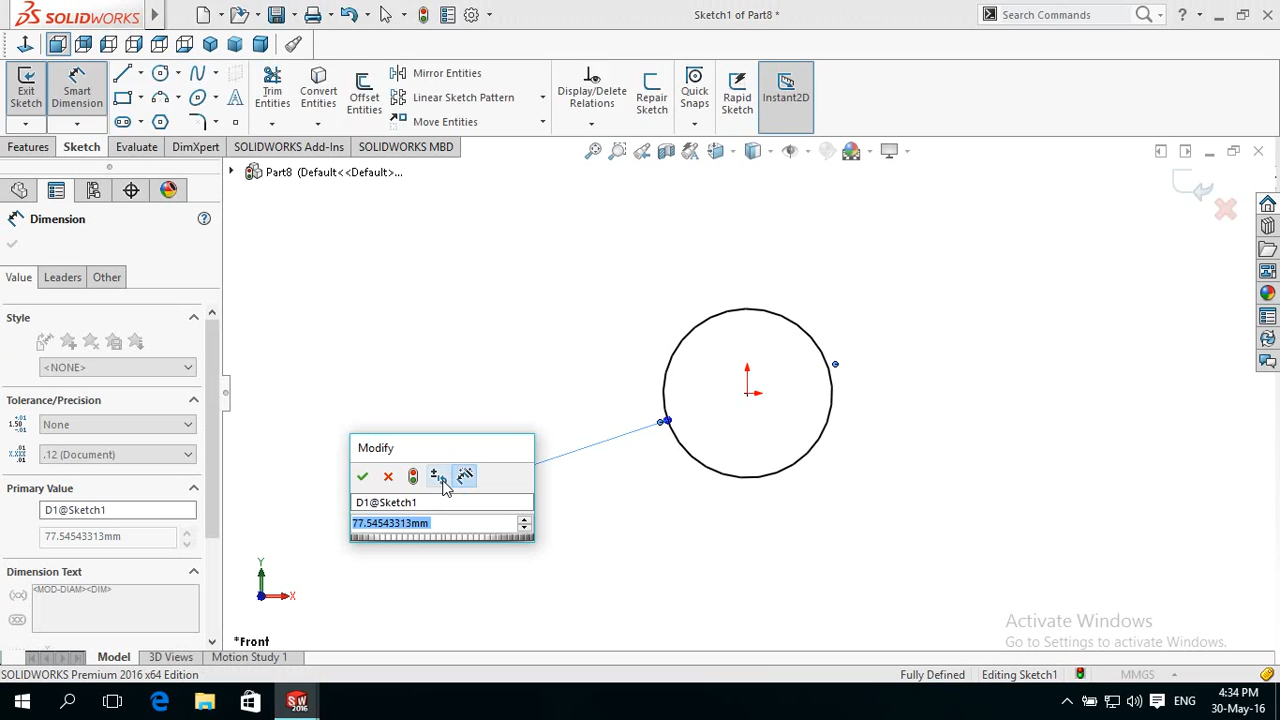 SOLIDWORKS
Sketch1 of Part8 *
Search Commands
Exit Sketch
Smart Dimension
Trim Entities
Convert Entities
Offset Entities
Mirror Entities
Linear Sketch Pattern
Move Entities
Display/Delete Relations
Repair Sketch
Quick Snaps
Rapid Sketch
Instant2D
Features
Sketch
Evaluate
DimXpert
SOLIDWORKS Add-Ins
SOLIDWORKS MBD
Part8 (Default<<Default>...
Dimension
Value
Leaders
Other
Style
<NONE>
Tolerance/Precision
None
.12 (Document)
Primary Value
D1@Sketch1
77.54543313mm
Dimension Text
<MOD-DIAM><DIM>
Modify
D1@Sketch1
77.54543313mm
Y
X
*Front
Activate Windows
Go to Settings to activate Windows.
Model
3D Views
Motion Study 1
SOLIDWORKS Premium 2016 x64 Edition
Fully Defined
Editing Sketch1
MMGS
ENG
4:34 PM
30-May-16